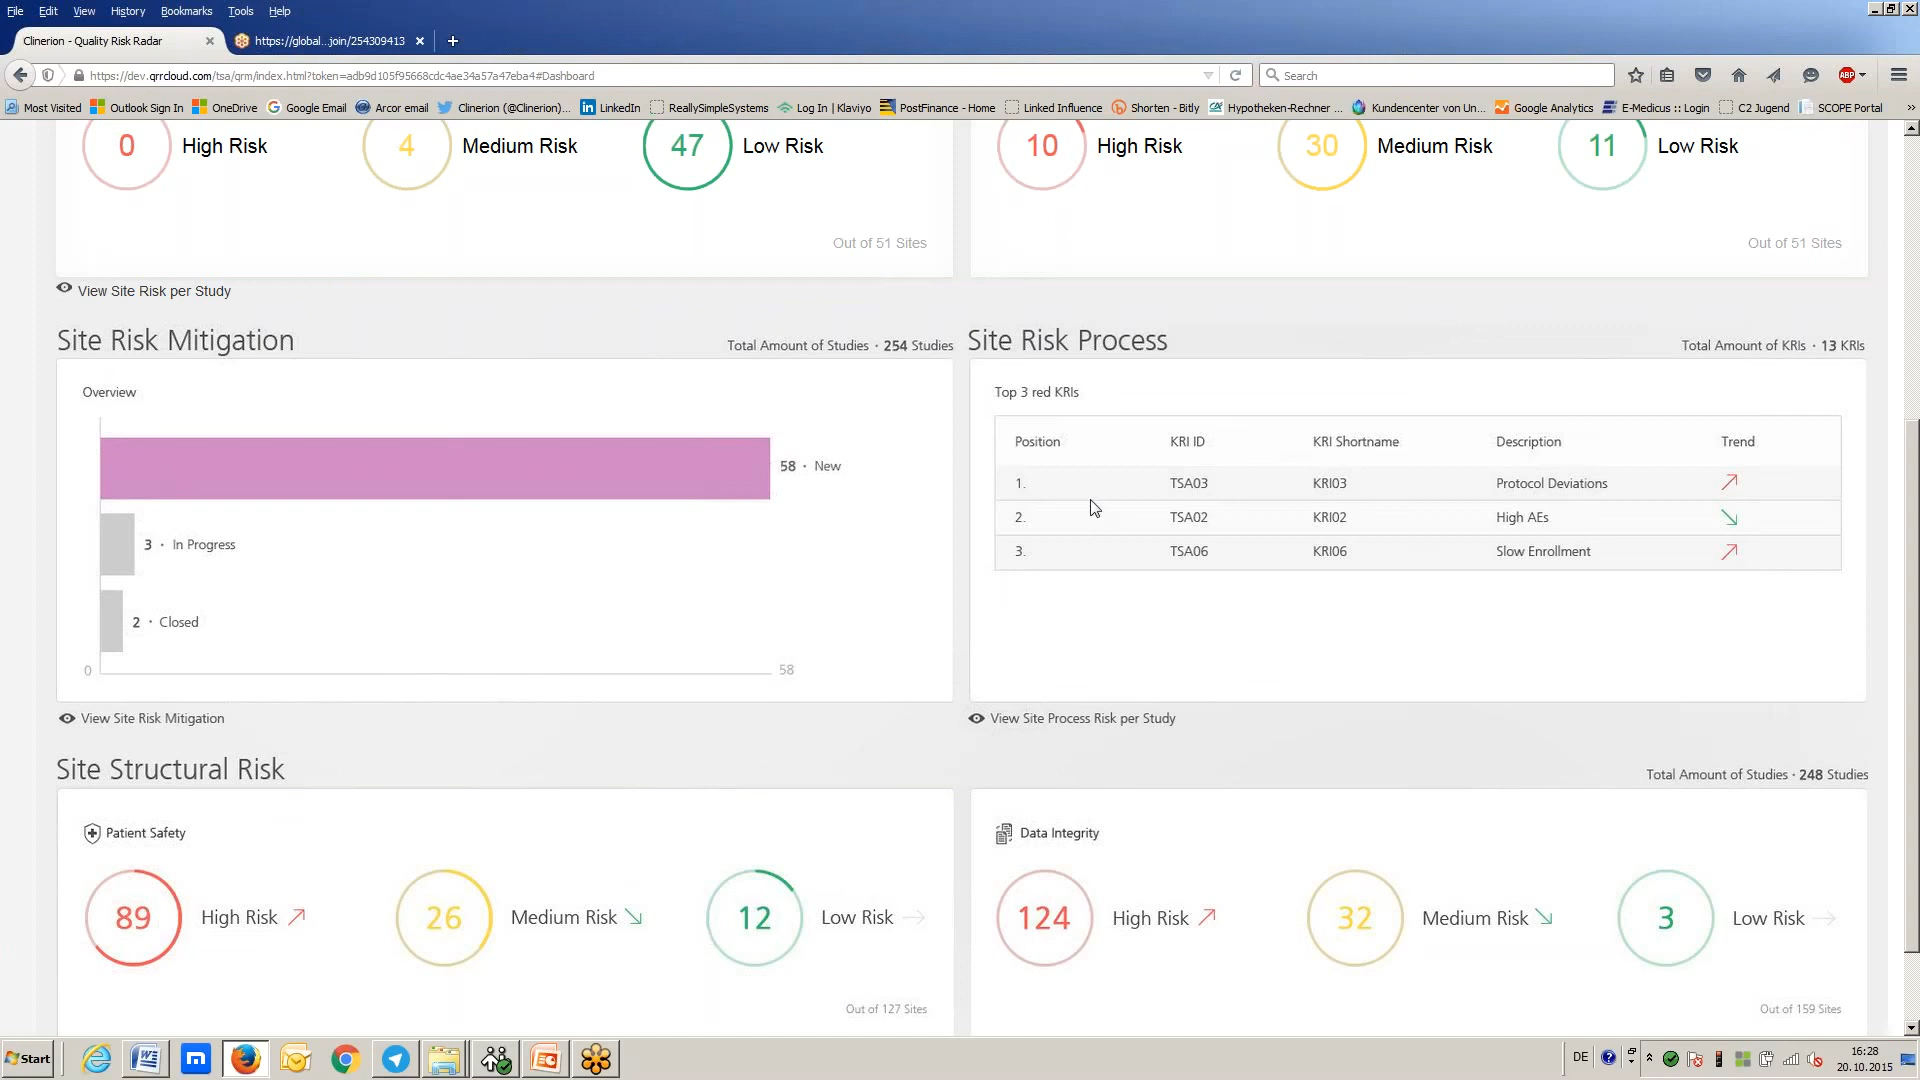 File Edit View History Bookmarks Tools Help
Clinerion - Quality Risk Radar
https://global...join/254309413
https://dev.qrrcloud.com/tsa/qrm/index.html?token=adb9d105f95668cdc4ae34a57a47eba4#Dashboard
Search
ABP
Most Visited Outlook Sign In OneDrive Google Email Arcor email Clinerion (@Clinerion)... LinkedIn ReallySimpleSystems Log In | Klaviyo PostFinance - Home Linked Influence Shorten - Bitly Hypotheken-Rechner ... Kundencenter von Un... Google Analytics E-Medicus :: Login C2 Jugend SCOPE Portal
0 High Risk 4 Medium Risk 47 Low Risk
Out of 51 Sites
10 High Risk 30 Medium Risk 11 Low Risk
Out of 51 Sites
View Site Risk per Study
Site Risk Mitigation
Total Amount of Studies · 254 Studies
Overview
58 · New
3 · In Progress
2 · Closed
0 58
View Site Risk Mitigation
Site Risk Process
Total Amount of KRIs · 13 KRIs
Top 3 red KRIs
Position KRI ID KRI Shortname Description Trend
1. TSA03 KRI03 Protocol Deviations
2. TSA02 KRI02 High AEs
3. TSA06 KRI06 Slow Enrollment
View Site Process Risk per Study
Site Structural Risk
Total Amount of Studies · 248 Studies
Patient Safety
89 High Risk 26 Medium Risk 12 Low Risk
Out of 127 Sites
Data Integrity
124 High Risk 32 Medium Risk 3 Low Risk
Out of 159 Sites
Start
DE
16:28
20.10.2015